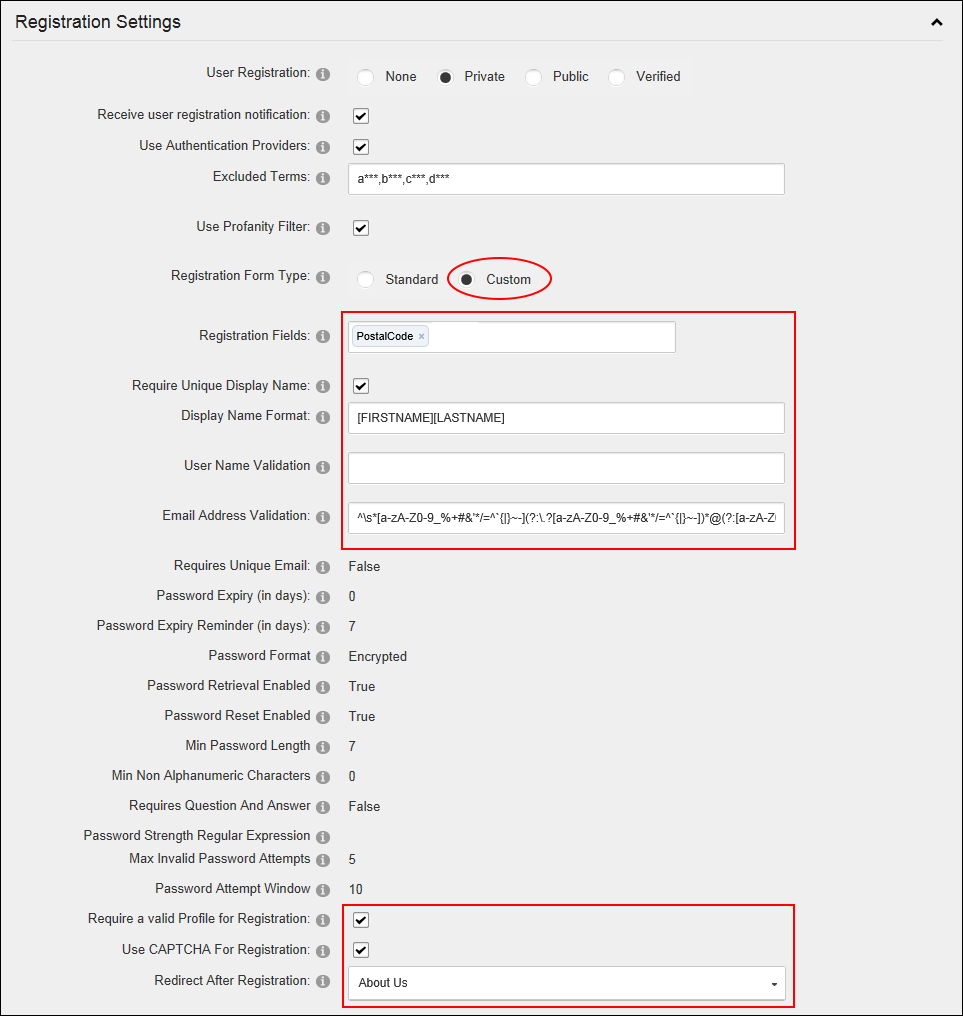 Registration Settings
User Registration: None Private Public Verified
Receive user registration notification:
Use Authentication Providers:
Excluded Terms: a***,b***,c***,d***
Use Profanity Filter:
Registration Form Type: Standard Custom
Registration Fields: PostalCode ×
Require Unique Display Name:
Display Name Format: [FIRSTNAME][LASTNAME]
User Name Validation
Email Address Validation: ^\s*[a-zA-Z0-9_%+#&'*/=^`{|}~-](?:\.?[a-zA-Z0-9_%+#&'*/=^`{|}~-])*@(?:[a-zA-Z0
Requires Unique Email: False
Password Expiry (in days): 0
Password Expiry Reminder (in days): 7
Password Format Encrypted
Password Retrieval Enabled True
Password Reset Enabled True
Min Password Length 7
Min Non Alphanumeric Characters 0
Requires Question And Answer False
Password Strength Regular Expression
Max Invalid Password Attempts 5
Password Attempt Window 10
Require a valid Profile for Registration:
Use CAPTCHA For Registration:
Redirect After Registration: About Us